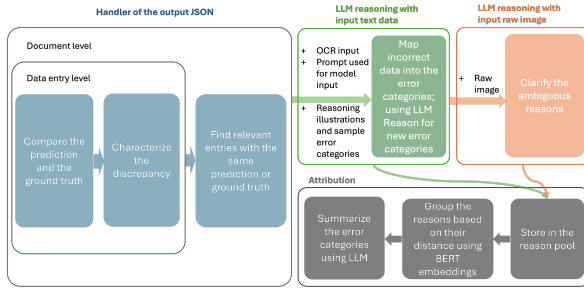 Handler of the output JSON
LLM reasoning with
input text data
LLM reasoning with
input raw image
Document level
Data entry level
Compare the
prediction
and the
ground truth
Characterize
the
discrepancy
Find relevant
entries with the
same
prediction or
ground truth
+ OCR input
+ Prompt used
for model
input
+ Reasoning
illustrations
and sample
error
categories
Map
incorrect
data into the
error
categories;
using LLM
Reason for
new error
categories
+ Raw
image
Clarify the
ambiguous
reasons
Attribution
Summarize
the error
categories
using LLM
Group the
reasons based
on their
distance using
BERT
embeddings
Store in the
reason pool